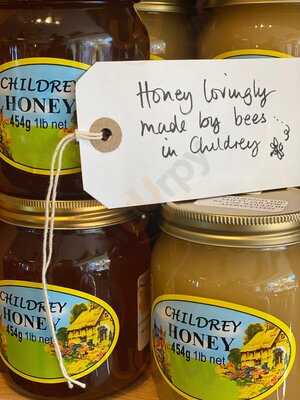 CHILDREY
HONEY
454g 1lb net
Honey lovingly
made by bees...
in Childrey
CHILDREY
HONEY
454g 1lb net
CHILDREY
HONEY
454g 1lb net